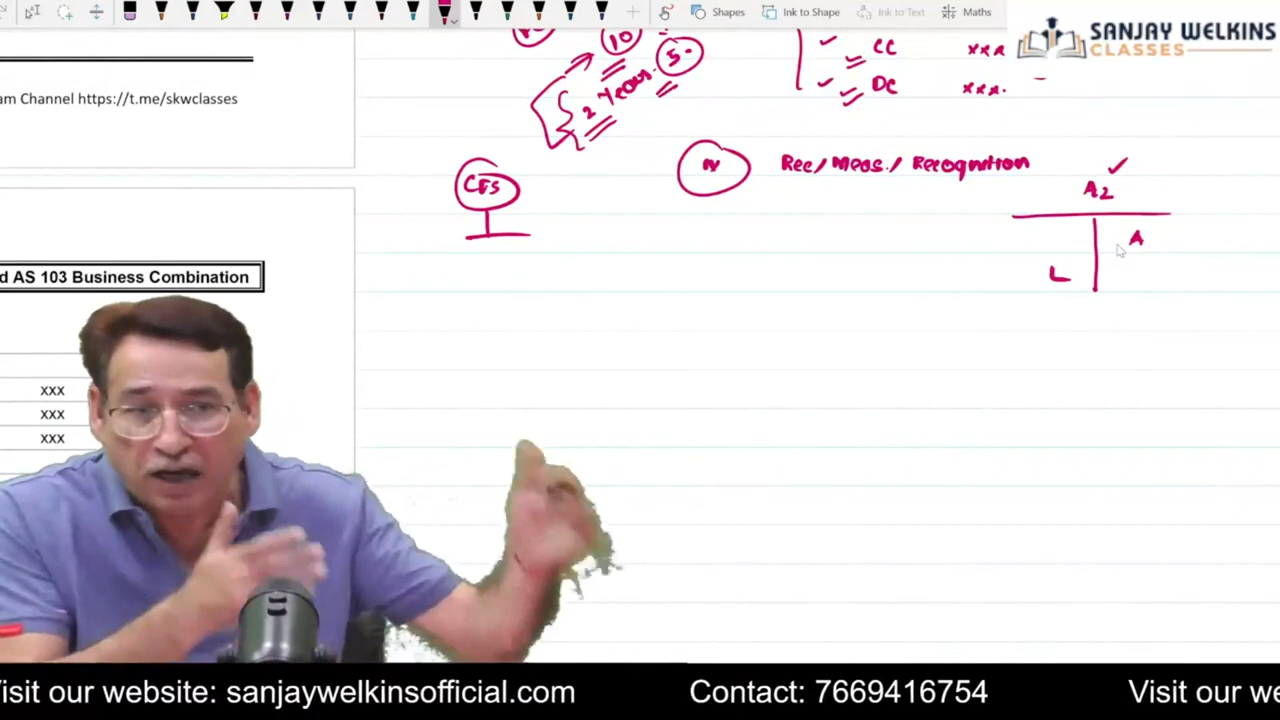 Shapes
Ink to Shape
Ink to Text
Maths
SANJAY WELKINS
CLASSES
am Channel https://t.me/skwclasses
10
5
2 Years
CC xxx
DC xxx.
CFS
IV
Rec/Meas./Recognition
A2
A
L
d AS 103 Business Combination
xxx
xxx
xxx
Visit our website: sanjaywelkinsofficial.com Contact: 7669416754 Visit our we